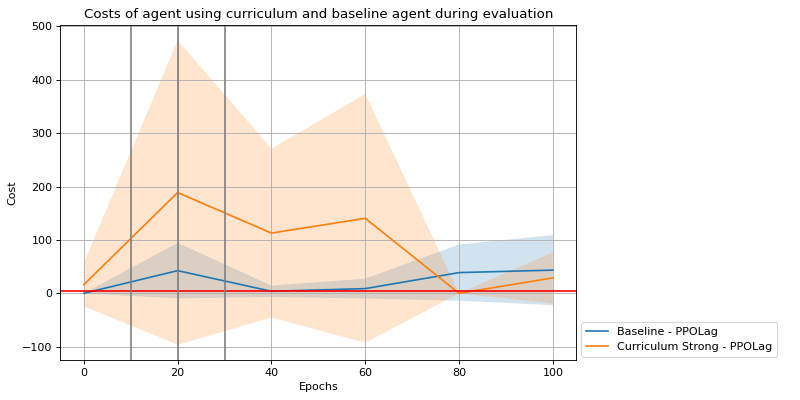 Costs of agent using curriculum and baseline agent during evaluation
500
400
300
200
100
0
−100
Cost
0 20 40 60 80 100
Epochs
Baseline - PPOLag
Curriculum Strong - PPOLag